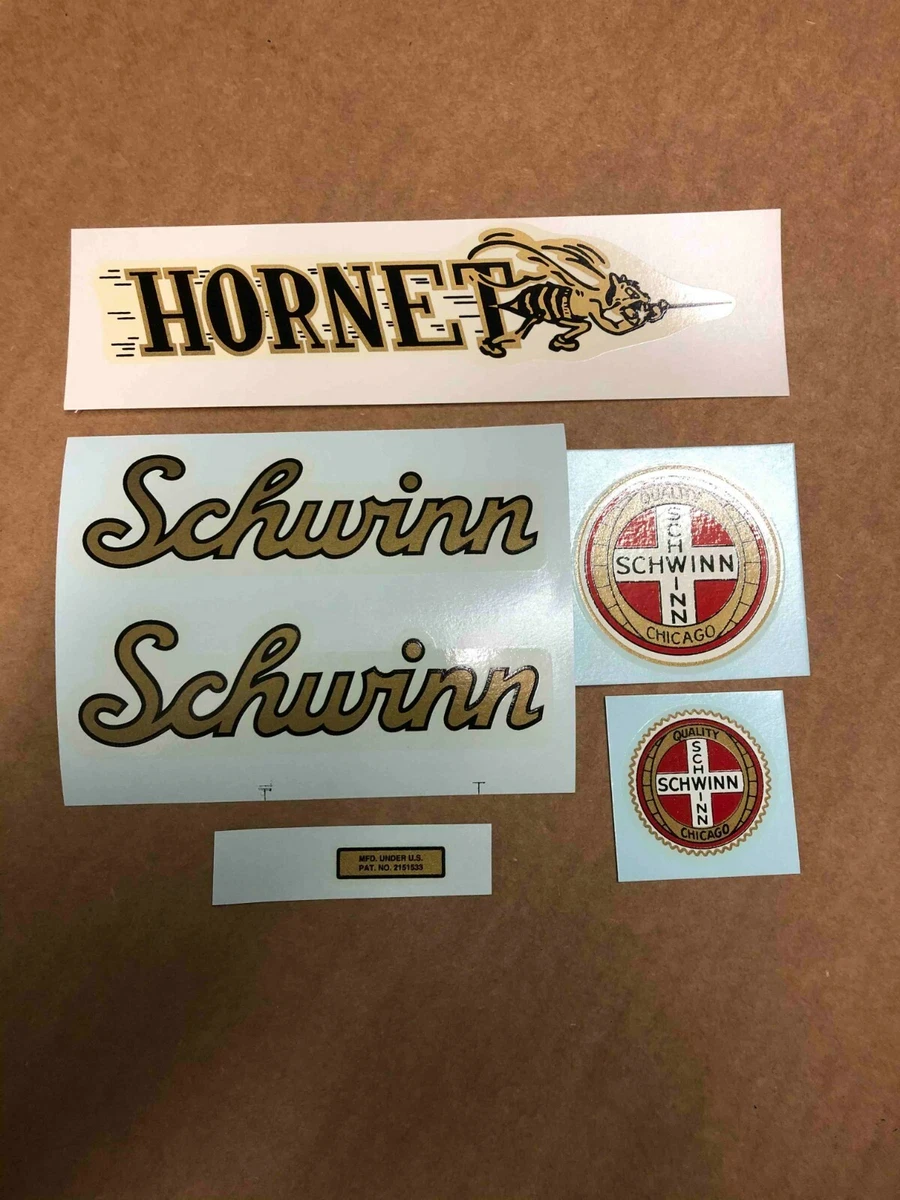 HORNET
Schwinn
Schwinn
QUALITY
SCHWINN
SCHWINN
CHICAGO
QUALITY
SCHWINN
SCHWINN
CHICAGO
MFD. UNDER U.S.
PAT. NO. 2151533